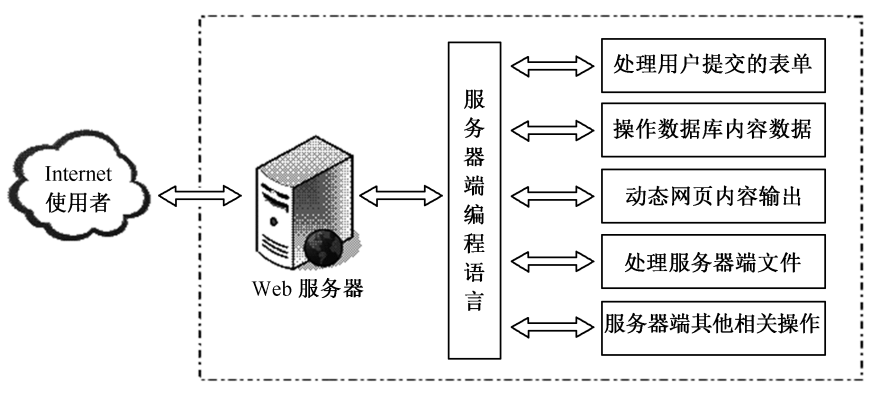 Internet
使用者
Web 服务器
服务器端编程语言
处理用户提交的表单
操作数据库内容数据
动态网页内容输出
处理服务器端文件
服务器端其他相关操作